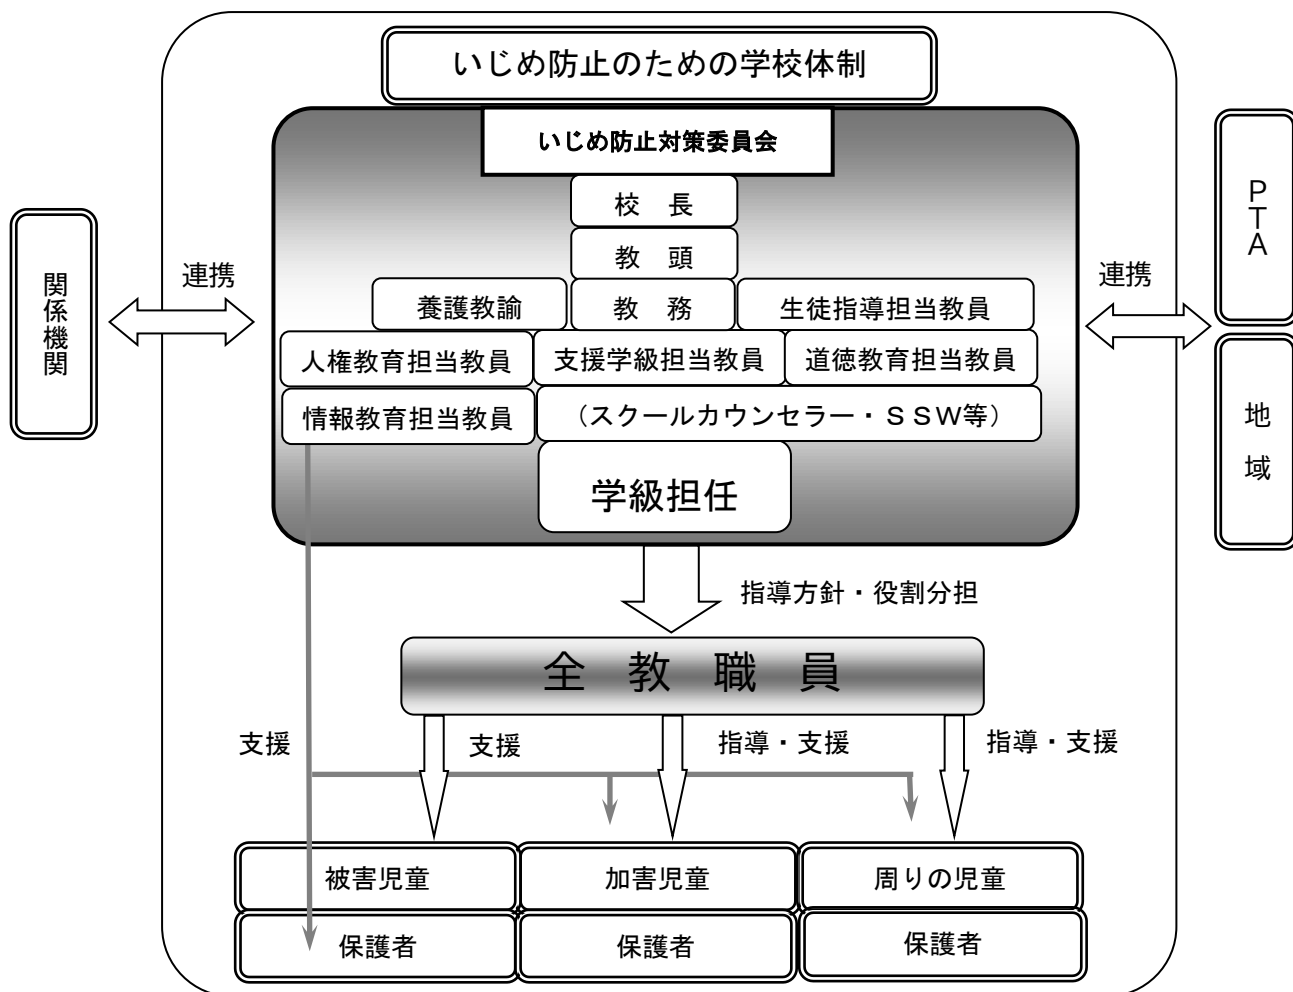 いじめ防止のための学校体制
いじめ防止対策委員会
校　長
教　頭
養護教諭
教　務
生徒指導担当教員
人権教育担当教員
支援学級担当教員
道徳教育担当教員
情報教育担当教員
（スクールカウンセラー・ＳＳＷ等）
学級担任
関係機関
連携
連携
PTA
地　域
指導方針・役割分担
全　教　職　員
支援
支援
指導・支援
指導・支援
被害児童
加害児童
周りの児童
保護者
保護者
保護者